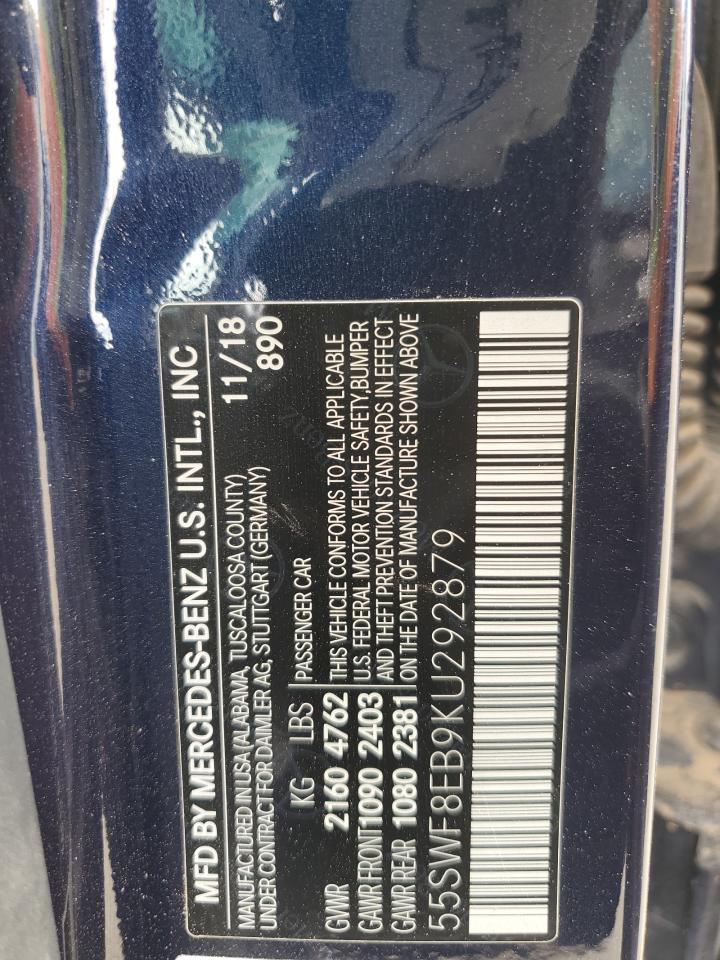 MFD BY MERCEDES-BENZ U.S. INTL., INC
MANUFACTURED IN USA (ALABAMA, TUSCALOOSA COUNTY) 11/18
UNDER CONTRACT FOR DAIMLER AG, STUTTGART (GERMANY) 890
KG LBS PASSENGER CAR
GVWR 2160 4762 THIS VEHICLE CONFORMS TO ALL APPLICABLE
GAWR FRONT 1090 2403 U.S. FEDERAL MOTOR VEHICLE SAFETY,BUMPER
GAWR REAR 1080 2381 AND THEFT PREVENTION STANDARDS IN EFFECT
ON THE DATE OF MANUFACTURE SHOWN ABOVE
55SWF8EB9KU292879